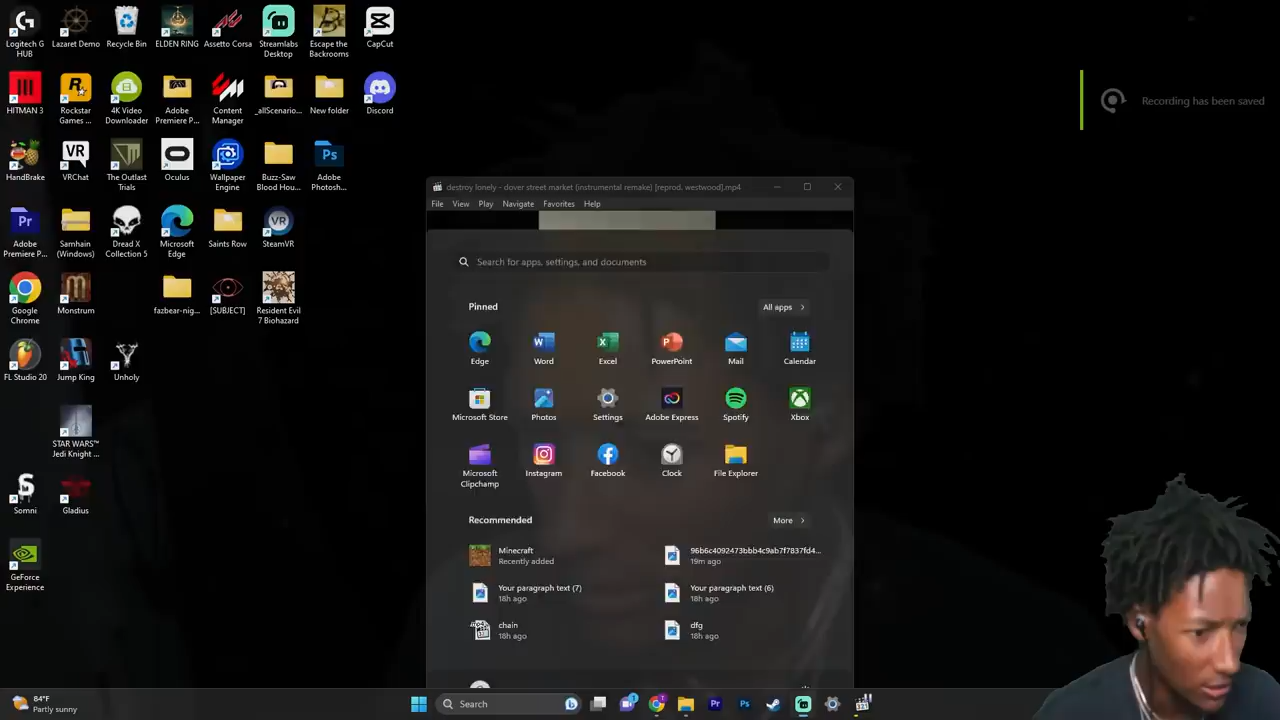 Logitech G
HUB
Lazaret Demo
Recycle Bin
ELDEN RING
Assetto Corsa
Streamlabs
Desktop
Escape the
Backrooms
CapCut
HITMAN 3
Rockstar
Games ...
4K Video
Downloader
Adobe
Premiere P...
Content
Manager
_allScenario...
New folder
Discord
HandBrake
VRChat
The Outlast
Trials
Oculus
Wallpaper
Engine
Buzz-Saw
Blood Hou...
Adobe
Photosh...
Adobe
Premiere P...
Samhain
(Windows)
Dread X
Collection 5
Microsoft
Edge
Saints Row
SteamVR
Google
Chrome
Monstrum
fazbear-nig...
[SUBJECT]
Resident Evil
7 Biohazard
FL Studio 20
Jump King
Unholy
STAR WARS™
Jedi Knight ...
Somni
Gladius
GeForce
Experience
Recording has been saved
destroy lonely - dover street market (instrumental remake) [reprod. westwood].mp4
File View Play Navigate Favorites Help
Search for apps, settings, and documents
Pinned
All apps >
Edge
Word
Excel
PowerPoint
Mail
Calendar
Microsoft Store
Photos
Settings
Adobe Express
Spotify
Xbox
Microsoft
Clipchamp
Instagram
Facebook
Clock
File Explorer
Recommended
More >
Minecraft
Recently added
96b6c4092473bbb4c9ab7f7837fd4...
19m ago
Your paragraph text (7)
18h ago
Your paragraph text (6)
18h ago
chain
18h ago
dfg
18h ago
84°F
Partly sunny
Search